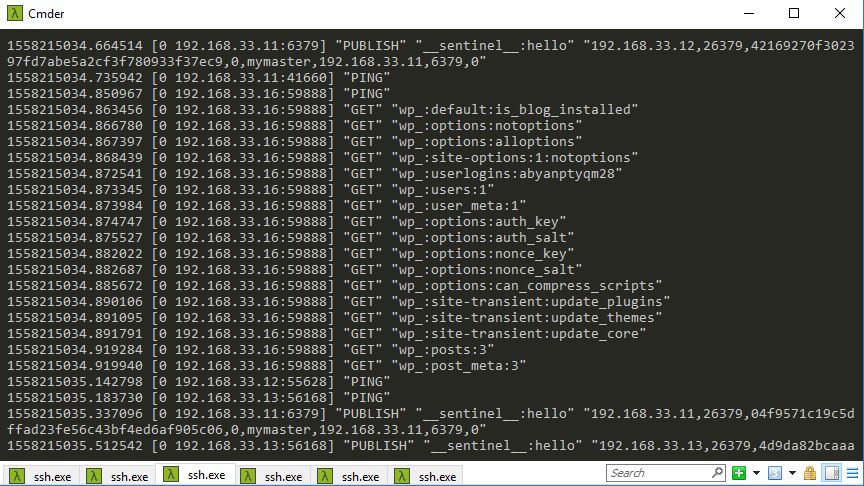 Cmder
1558215034.664514 [0 192.168.33.11:6379] "PUBLISH" "__sentinel__:hello" "192.168.33.12,26379,42169270f3023
97fd7abe5a2cf3f780933f37ec9,0,mymaster,192.168.33.11,6379,0"
1558215034.735942 [0 192.168.33.11:41660] "PING"
1558215034.850967 [0 192.168.33.16:59888] "PING"
1558215034.863456 [0 192.168.33.16:59888] "GET" "wp_:default:is_blog_installed"
1558215034.866780 [0 192.168.33.16:59888] "GET" "wp_:options:notoptions"
1558215034.867397 [0 192.168.33.16:59888] "GET" "wp_:options:alloptions"
1558215034.868439 [0 192.168.33.16:59888] "GET" "wp_:site-options:1:notoptions"
1558215034.872541 [0 192.168.33.16:59888] "GET" "wp_:userlogins:abyanptyqm28"
1558215034.873345 [0 192.168.33.16:59888] "GET" "wp_:users:1"
1558215034.873984 [0 192.168.33.16:59888] "GET" "wp_:user_meta:1"
1558215034.874747 [0 192.168.33.16:59888] "GET" "wp_:options:auth_key"
1558215034.875527 [0 192.168.33.16:59888] "GET" "wp_:options:auth_salt"
1558215034.882022 [0 192.168.33.16:59888] "GET" "wp_:options:nonce_key"
1558215034.882687 [0 192.168.33.16:59888] "GET" "wp_:options:nonce_salt"
1558215034.885672 [0 192.168.33.16:59888] "GET" "wp_:options:can_compress_scripts"
1558215034.890106 [0 192.168.33.16:59888] "GET" "wp_:site-transient:update_plugins"
1558215034.891095 [0 192.168.33.16:59888] "GET" "wp_:site-transient:update_themes"
1558215034.891791 [0 192.168.33.16:59888] "GET" "wp_:site-transient:update_core"
1558215034.919284 [0 192.168.33.16:59888] "GET" "wp_:posts:3"
1558215034.919940 [0 192.168.33.16:59888] "GET" "wp_:post_meta:3"
1558215035.142798 [0 192.168.33.12:55628] "PING"
1558215035.183730 [0 192.168.33.13:56168] "PING"
1558215035.337096 [0 192.168.33.11:6379] "PUBLISH" "__sentinel__:hello" "192.168.33.11,26379,04f9571c19c5d
ffad23fe56c43bf4ed6af905c06,0,mymaster,192.168.33.11,6379,0"
1558215035.512542 [0 192.168.33.13:56168] "PUBLISH" "__sentinel__:hello" "192.168.33.13,26379,4d9da82bcaaa
ssh.exe ssh.exe ssh.exe ssh.exe ssh.exe ssh.exe Search